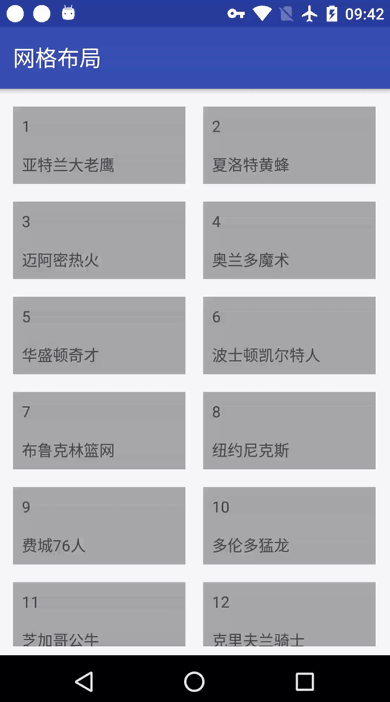 09:42
网格布局
1
亚特兰大老鹰
2
夏洛特黄蜂
3
迈阿密热火
4
奥兰多魔术
5
华盛顿奇才
6
波士顿凯尔特人
7
布鲁克林篮网
8
纽约尼克斯
9
费城76人
10
多伦多猛龙
11
芝加哥公牛
12
克里夫兰骑士